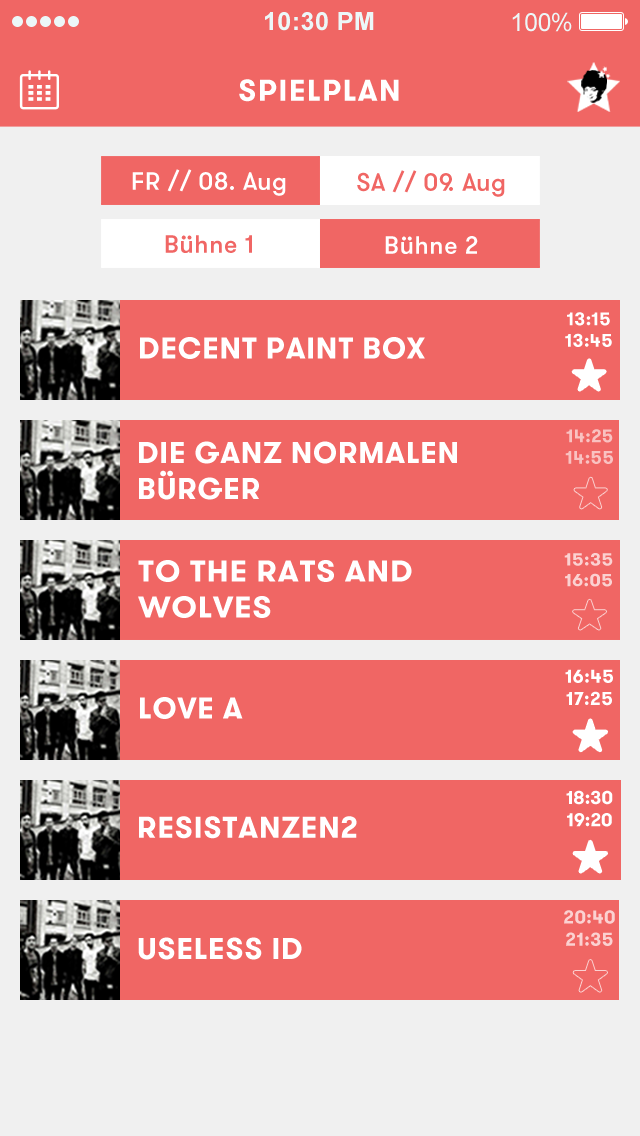 10:30 PM
100%
SPIELPLAN
FR // 08. Aug
SA // 09. Aug
Bühne 1
Bühne 2
DECENT PAINT BOX
13:15
13:45
DIE GANZ NORMALEN
BÜRGER
14:25
14:55
TO THE RATS AND
WOLVES
15:35
16:05
LOVE A
16:45
17:25
RESISTANZEN2
18:30
19:20
USELESS ID
20:40
21:35